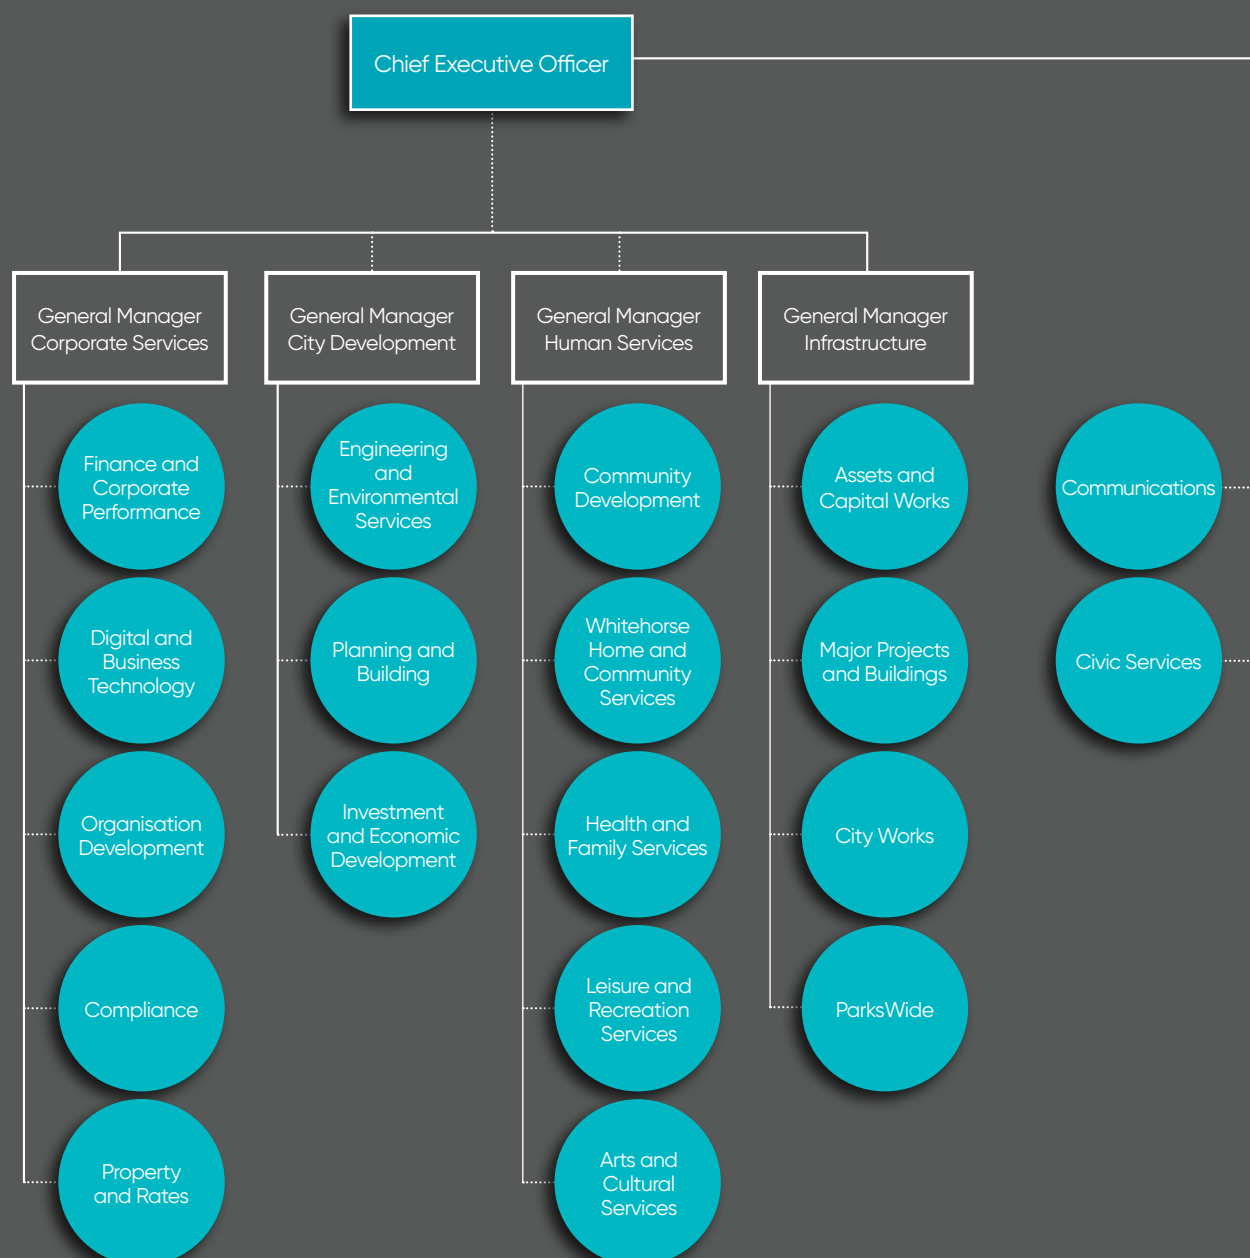 Chief Executive Officer
General Manager
Corporate Services
General Manager
City Development
General Manager
Human Services
General Manager
Infrastructure
Finance and
Corporate
Performance
Digital and
Business
Technology
Organisation
Development
Compliance
Property
and Rates
Engineering
and
Environmental
Services
Planning and
Building
Investment
and Economic
Development
Community
Development
Whitehorse
Home and
Community
Services
Health and
Family Services
Leisure and
Recreation
Services
Arts and
Cultural
Services
Assets and
Capital Works
Major Projects
and Buildings
City Works
ParksWide
Communications
Civic Services